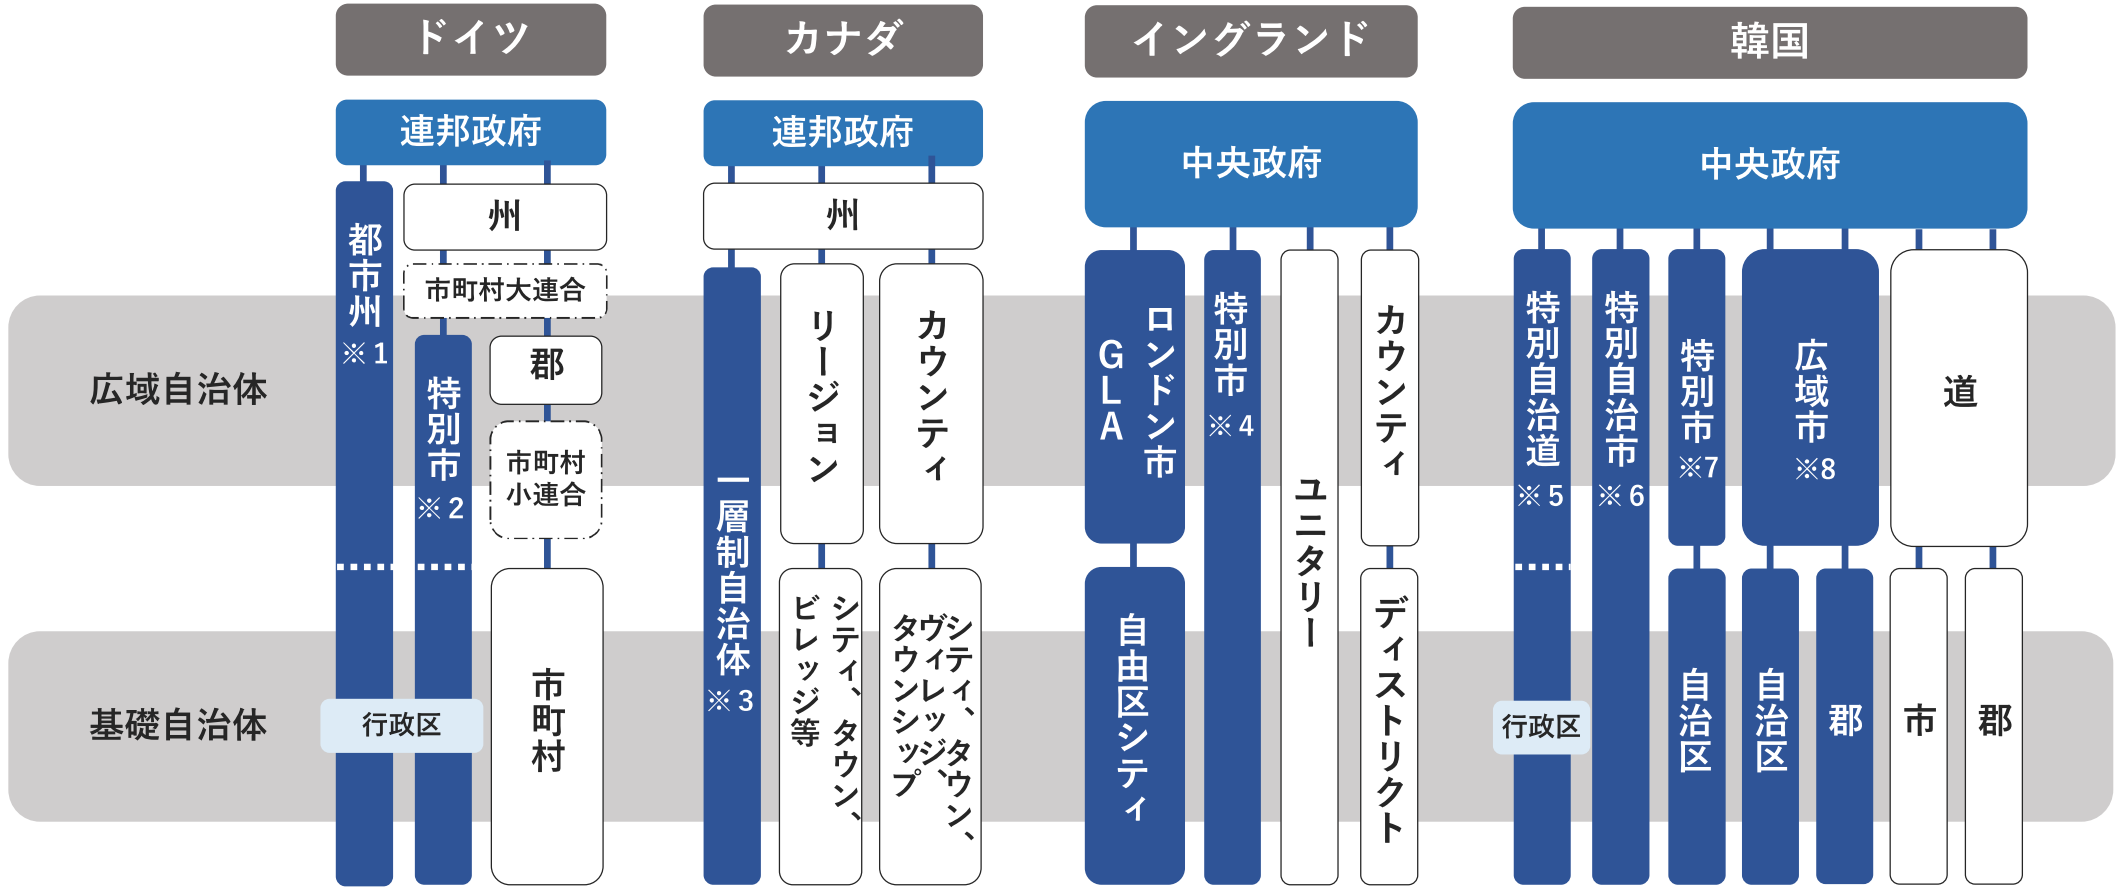 ドイツ
連邦政府
都市州
※1
州
市町村大連合
特別市
※2
郡
市町村
小連合
市町村
行政区
カナダ
連邦政府
州
一層制自治体
※3
リージョン
カウンティ
シティ、タウン、
ビレッジ等
シティ、タウン、
ヴィレッジ、
タウンシップ
イングランド
中央政府
ロンドン市
GLA
自由区シティ
特別市
※4
ユニタリー
カウンティ
ディストリクト
韓国
中央政府
特別自治道
※5
行政区
特別自治市
※6
特別市
※7
自治区
広域市
※8
自治区
郡
道
市
郡
広域自治体
基礎自治体